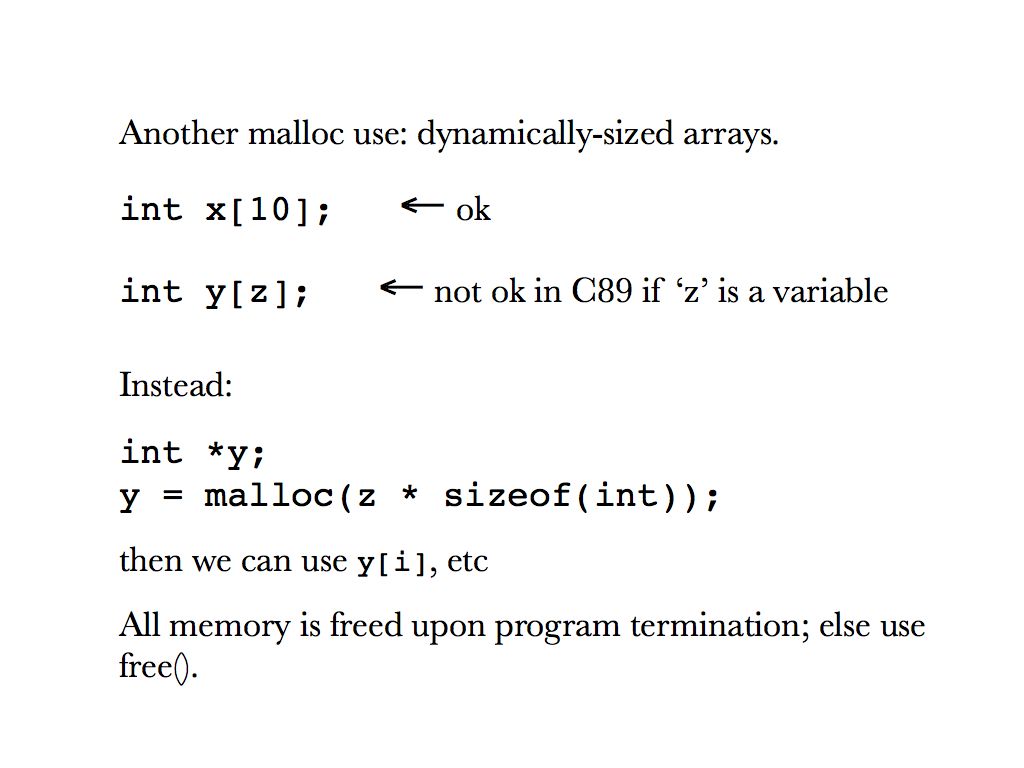 Another malloc use: dynamically-sized arrays.
int x[10]; ← ok
int y[z]; ← not ok in C89 if ‘z’ is a variable
Instead:
int *y;
y = malloc(z * sizeof(int));
then we can use y[i], etc
All memory is freed upon program termination; else use
free().